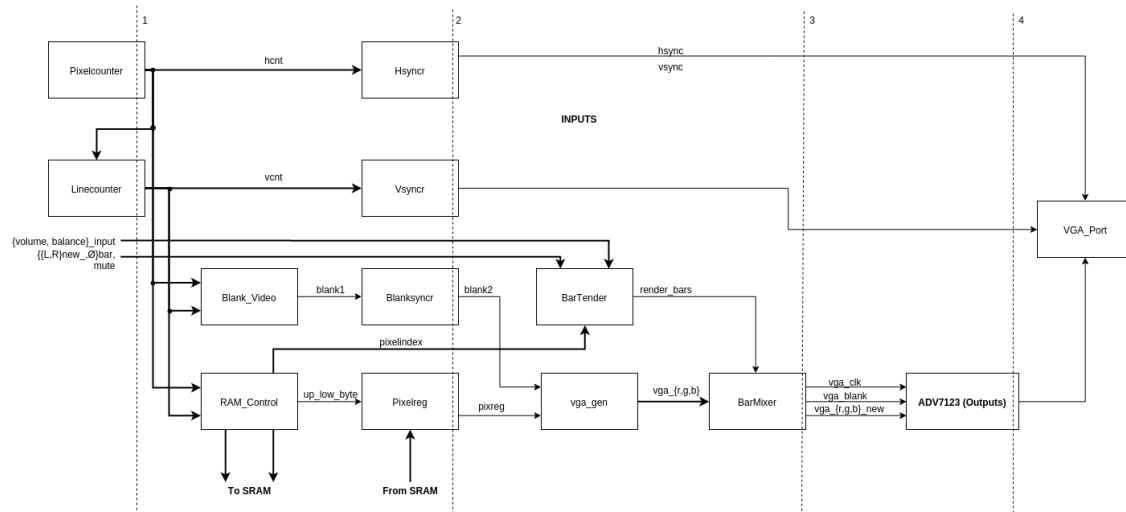 1
2
3
4
Pixelcounter
hcnt
Hsyncr
hsync
vsync
INPUTS
Linecounter
vcnt
Vsyncr
VGA_Port
{volume, balance}_input
{{L,R}new_,Ø}bar,
mute
Blank_Video
blank1
Blanksyncr
blank2
BarTender
render_bars
pixelindex
RAM_Control
up_low_byte
Pixelreg
pixreg
vga_gen
vga_{r,g,b}
BarMixer
vga_clk
vga_blank
vga_{r,g,b}_new
ADV7123 (Outputs)
To SRAM
From SRAM